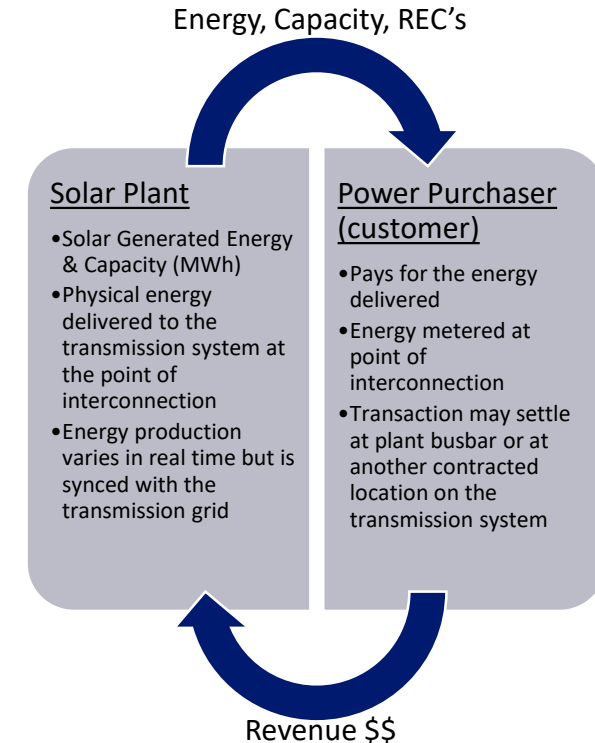 Energy, Capacity, REC’s
Solar Plant
•Solar Generated Energy
& Capacity (MWh)
•Physical energy
delivered to the
transmission system at
the point of
interconnection
•Energy production
varies in real time but is
synced with the
transmission grid
Power Purchaser
(customer)
•Pays for the energy
delivered
•Energy metered at
point of
interconnection
•Transaction may settle
at plant busbar or at
another contracted
location on the
transmission system
Revenue $$